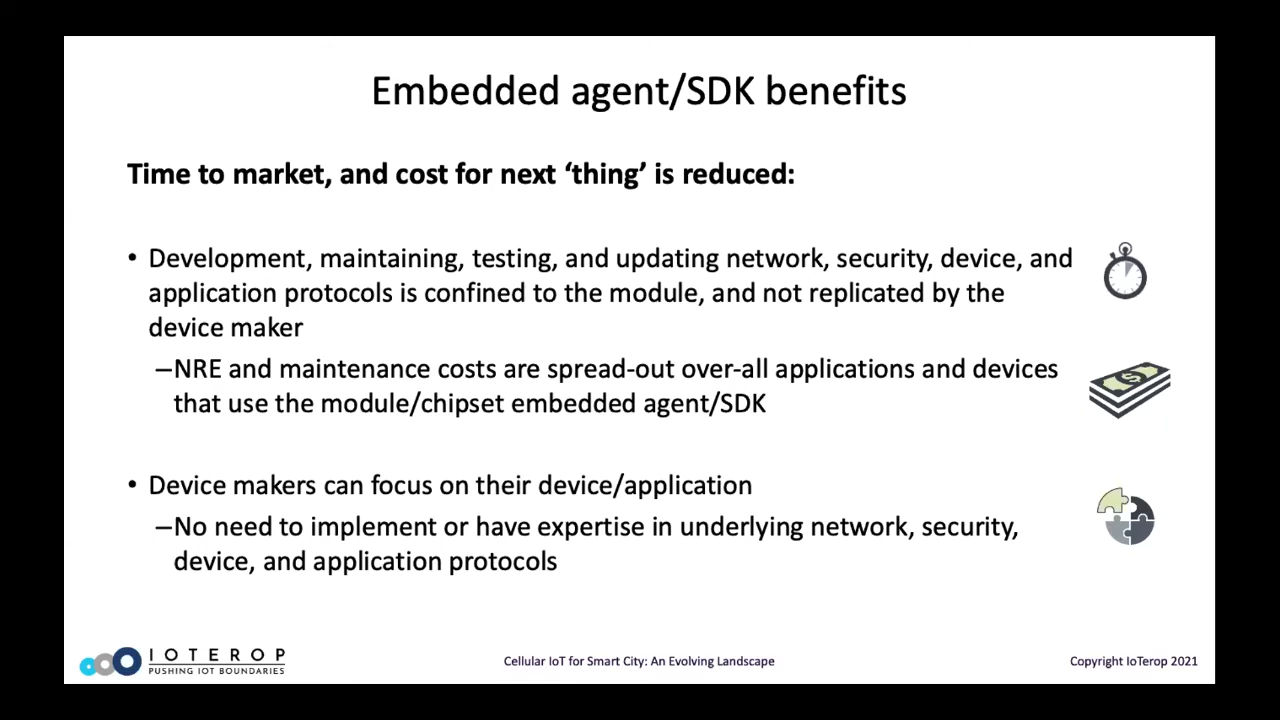 Embedded agent/SDK benefits
Time to market, and cost for next ‘thing’ is reduced:
• Development, maintaining, testing, and updating network, security, device, and
application protocols is confined to the module, and not replicated by the
device maker
–NRE and maintenance costs are spread-out over-all applications and devices
that use the module/chipset embedded agent/SDK
• Device makers can focus on their device/application
–No need to implement or have expertise in underlying network, security,
device, and application protocols
IOTEROP
PUSHING IOT BOUNDARIES
Cellular IoT for Smart City: An Evolving Landscape
Copyright IoTerop 2021